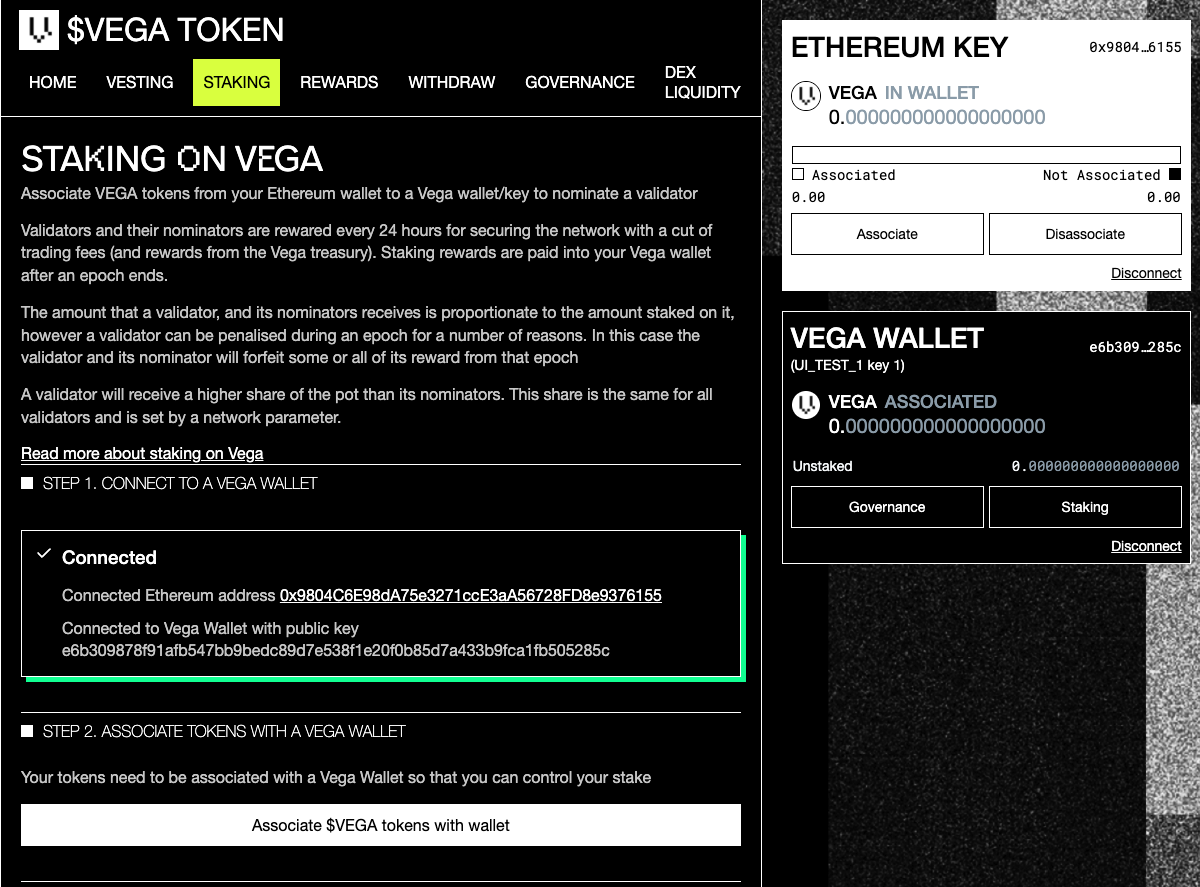 $VEGA TOKEN
HOME
VESTING
STAKING
REWARDS
WITHDRAW
GOVERNANCE
DEX
LIQUIDITY
STAKING ON VEGA
Associate VEGA tokens from your Ethereum wallet to a Vega wallet/key to nominate a validator
Validators and their nominators are rewarded every 24 hours for securing the network with a cut of
trading fees (and rewards from the Vega treasury). Staking rewards are paid into your Vega wallet
after an epoch ends.
The amount that a validator, and its nominators receives is proportionate to the amount staked on it,
however a validator can be penalised during an epoch for a number of reasons. In this case the
validator and its nominator will forfeit some or all of its reward from that epoch
A validator will receive a higher share of the pot than its nominators. This share is the same for all
validators and is set by a network parameter.
Read more about staking on Vega
STEP 1. CONNECT TO A VEGA WALLET
Connected
Connected Ethereum address 0x9804C6E98dA75e3271ccE3aA56728FD8e9376155
Connected to Vega Wallet with public key
e6b309878f91afb547bb9bedc89d7e538f1e20f0b85d7a433b9fca1fb505285c
STEP 2. ASSOCIATE TOKENS WITH A VEGA WALLET
Your tokens need to be associated with a Vega Wallet so that you can control your stake
Associate $VEGA tokens with wallet
ETHEREUM KEY
0x9804…6155
VEGA IN WALLET
0.000000000000000000
Associated
Not Associated
0.00
0.00
Associate
Disassociate
Disconnect
VEGA WALLET
e6b309…285c
(UI_TEST_1 key 1)
VEGA ASSOCIATED
0.000000000000000000
Unstaked
0.000000000000000000
Governance
Staking
Disconnect